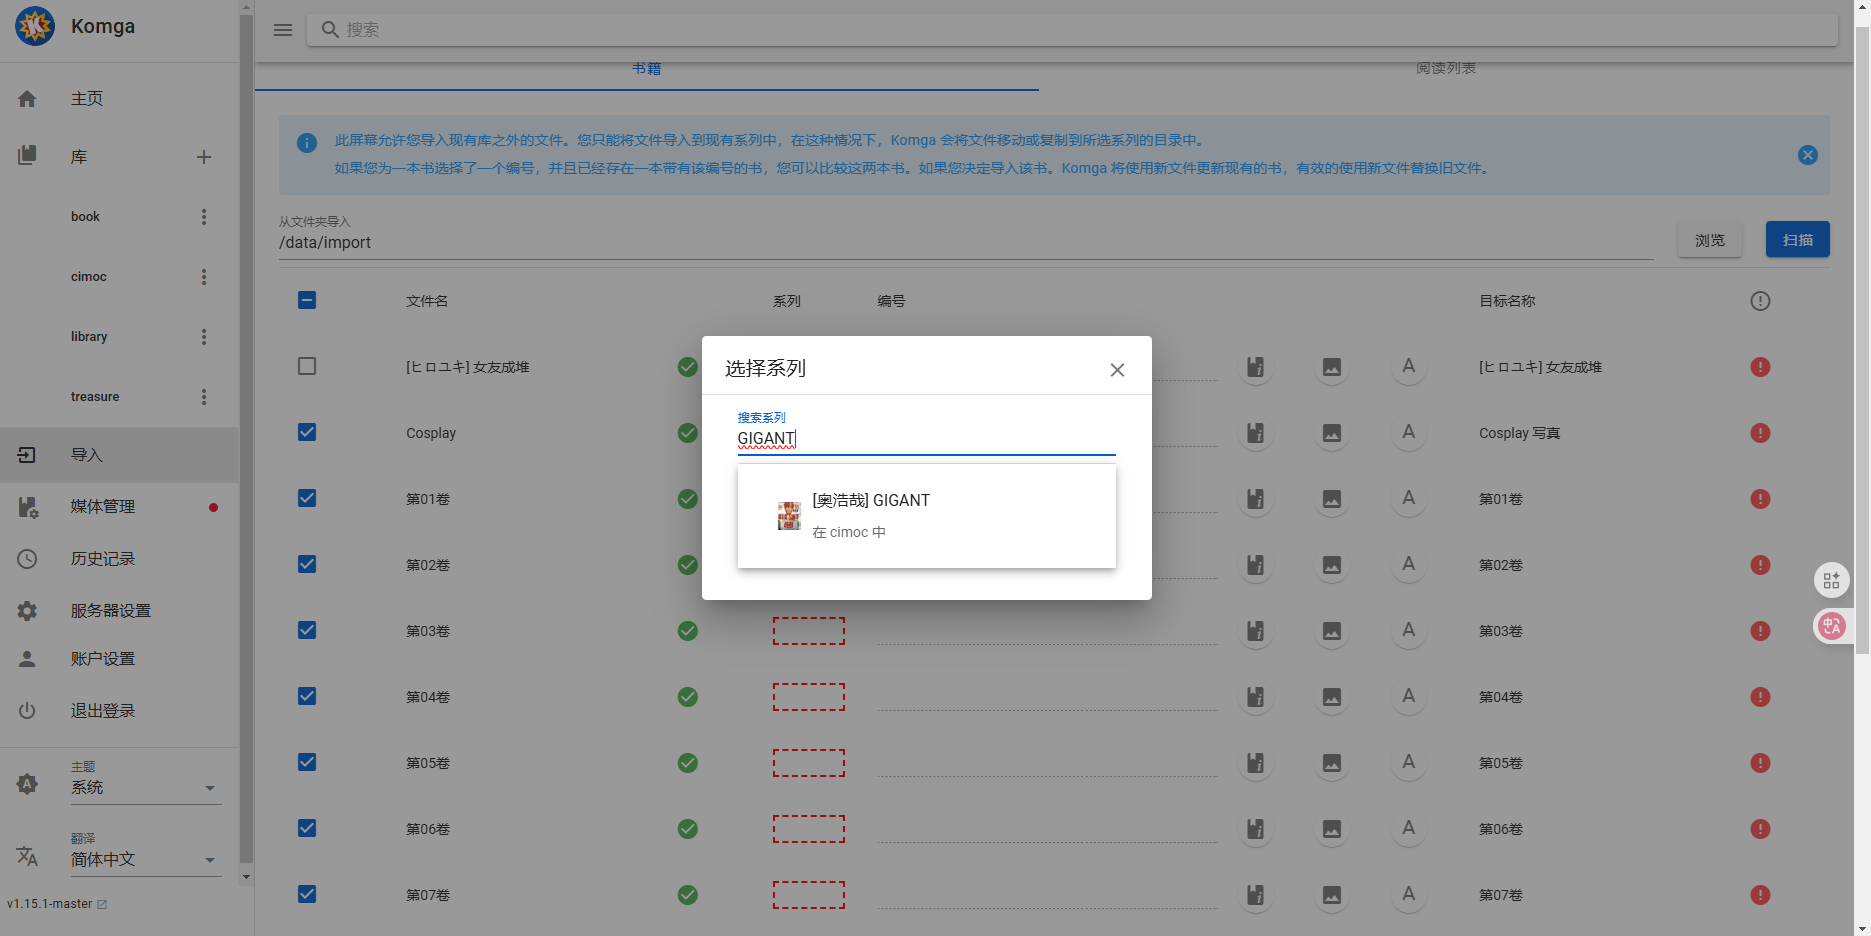 Komga
搜索
主页
库
book
cimoc
library
treasure
导入
媒体管理
历史记录
服务器设置
账户设置
退出登录
主题
系统
翻译
简体中文
v1.15.1-master
书籍
阅读列表
此屏幕允许您导入现有库之外的文件。您只能将文件导入到现有系列中，在这种情况下，Komga 会将文件移动或复制到所选系列的目录中。
如果您为一本书选择了一个编号，并且已经存在一本带有该编号的书，您可以比较这两本书。如果您决定导入该书。Komga 将使用新文件更新现有的书，有效的使用新文件替换旧文件。
从文件夹导入
/data/import
浏览
扫描
文件名
系列
编号
目标名称
[ヒロユキ] 女友成堆
A
[ヒロユキ] 女友成堆
Cosplay
A
Cosplay 写真
第01卷
A
第01卷
第02卷
A
第02卷
第03卷
A
第03卷
第04卷
A
第04卷
第05卷
A
第05卷
第06卷
A
第06卷
第07卷
A
第07卷
选择系列
搜索系列
GIGANT
[奥浩哉] GIGANT
在 cimoc 中